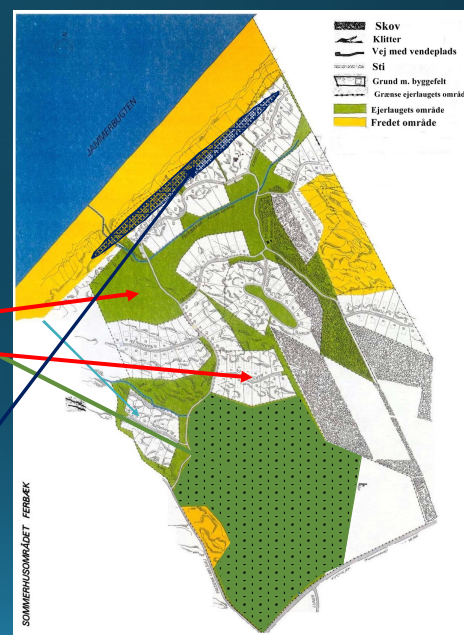 Skov
Klitter
Vej med vendeplads
Sti
Grund m. byggefelt
Grænse ejerlaugets områd
Ejerlaugets område
Fredet område
JAMMERBUGTEN
SOMMERHUSOMRÅDET FERBÆK